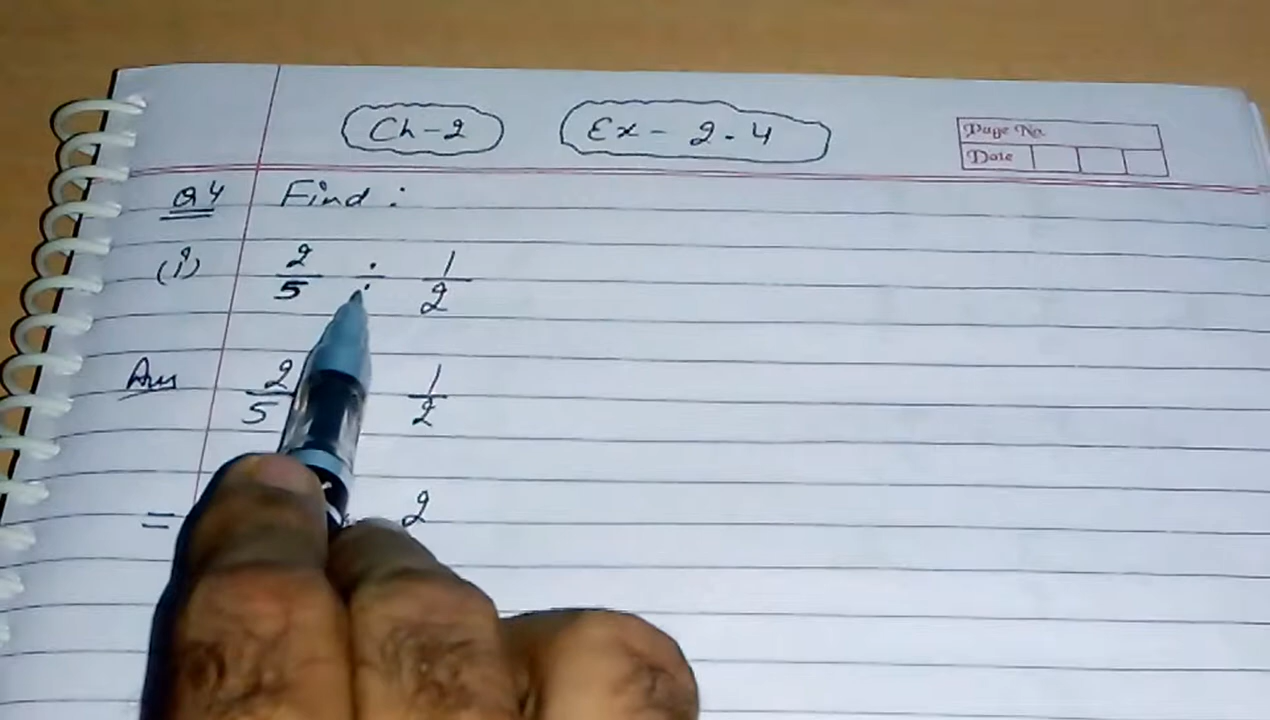 Ch-2 Ex - 2.4
Page No.
Date
Q4 Find :
(i) 2/5 ÷ 1/2
Ans 2/5 1/2
= 2